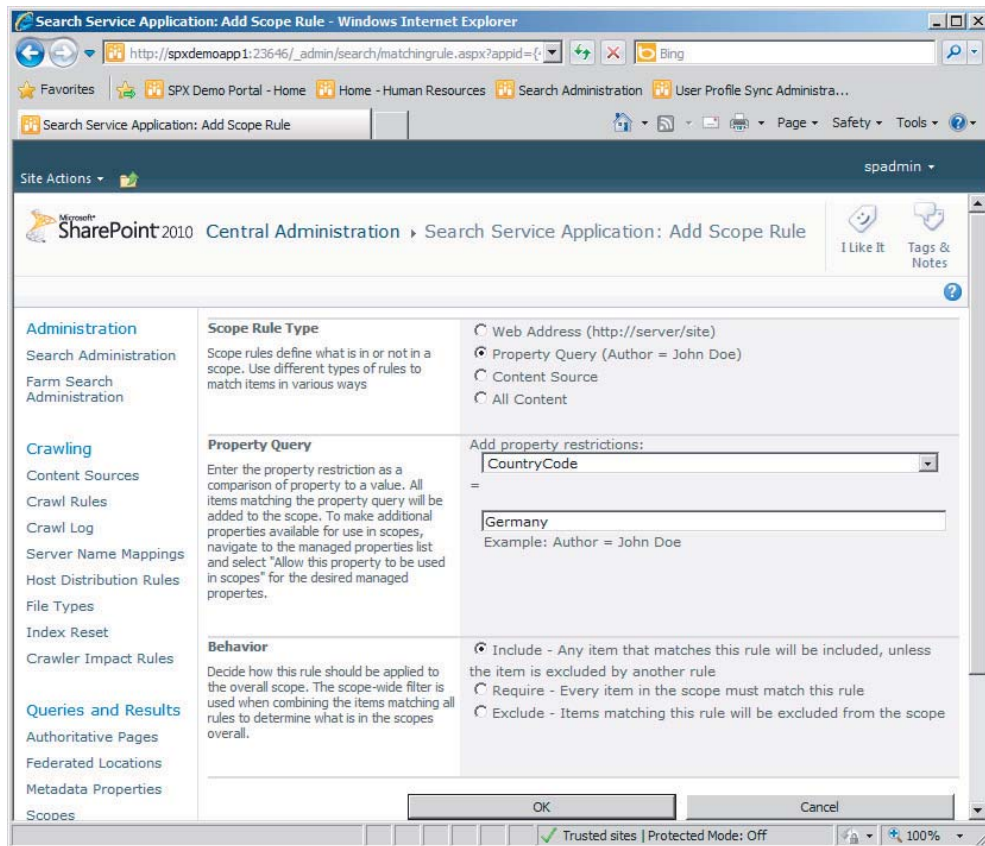 Search Service Application: Add Scope Rule - Windows Internet Explorer
http://spxdemoapp1:23646/_admin/search/matchingrule.aspx?appid={
Bing
Favorites
SPX Demo Portal - Home
Home - Human Resources
Search Administration
User Profile Sync Administra...
Search Service Application: Add Scope Rule
Page
Safety
Tools
spadmin
Site Actions
Microsoft
SharePoint 2010
Central Administration
Search Service Application: Add Scope Rule
I Like It
Tags &
Notes
Administration
Search Administration
Farm Search
Administration
Crawling
Content Sources
Crawl Rules
Crawl Log
Server Name Mappings
Host Distribution Rules
File Types
Index Reset
Crawler Impact Rules
Queries and Results
Authoritative Pages
Federated Locations
Metadata Properties
Scopes
Scope Rule Type
Scope rules define what is in or not in a
scope. Use different types of rules to
match items in various ways
Web Address (http://server/site)
Property Query (Author = John Doe)
Content Source
All Content
Property Query
Enter the property restriction as a
comparison of property to a value. All
items matching the property query will be
added to the scope. To make additional
properties available for use in scopes,
navigate to the managed properties list
and select "Allow this property to be used
in scopes" for the desired managed
propertes.
Add property restrictions:
CountryCode
=
Germany
Example: Author = John Doe
Behavior
Decide how this rule should be applied to
the overall scope. The scope-wide filter is
used when combining the items matching all
rules to determine what is in the scopes
overall.
Include - Any item that matches this rule will be included, unless
the item is excluded by another rule
Require - Every item in the scope must match this rule
Exclude - Items matching this rule will be excluded from the scope
OK
Cancel
Trusted sites | Protected Mode: Off
100%